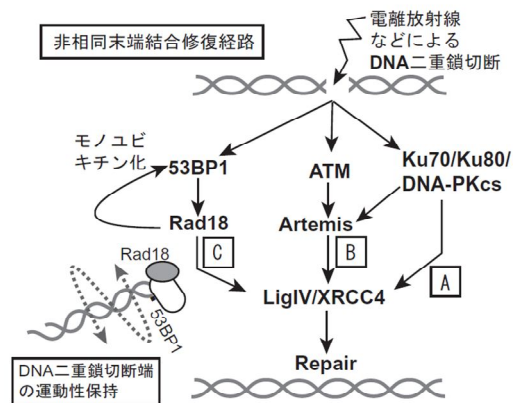 非相同末端結合修復経路
電離放射線
などによる
DNA二重鎖切断
モノユビ
キチン化
53BP1
ATM
Ku70/Ku80/
DNA-PKcs
Rad18
Artemis
C
B
A
Rad18
53BP1
LigIV/XRCC4
DNA二重鎖切断端
の運動性保持
Repair